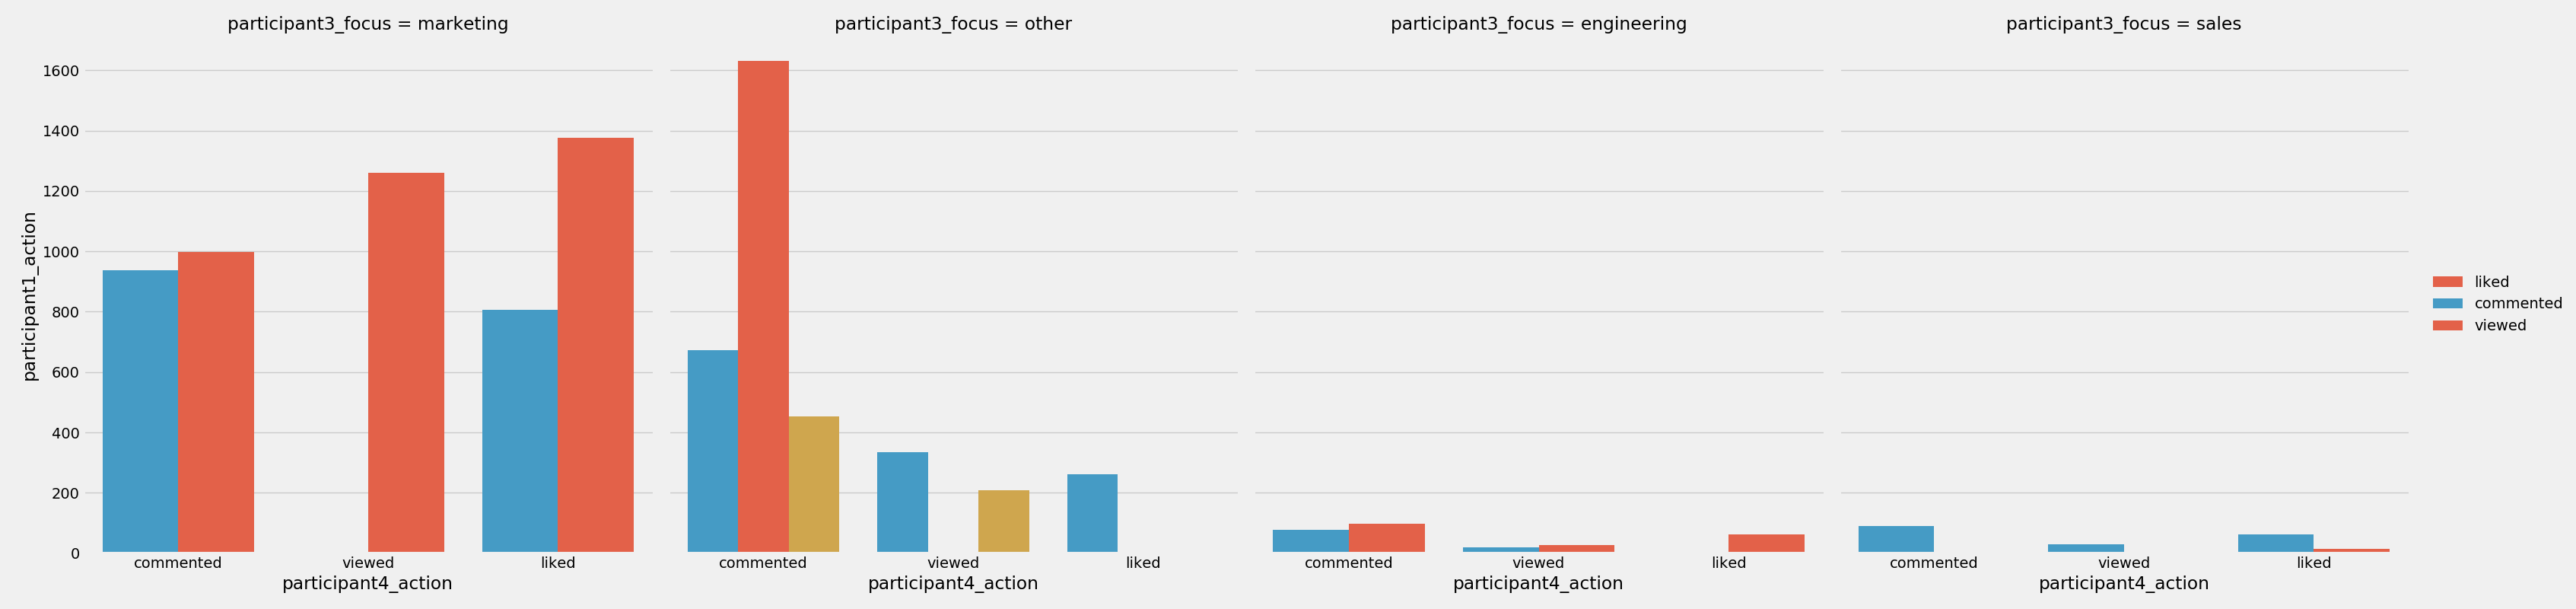 participant3_focus = marketing
participant3_focus = other
participant3_focus = engineering
participant3_focus = sales
participant1_action
1600
1400
1200
1000
800
600
400
200
0
commented viewed liked
commented viewed liked
commented viewed liked
commented viewed liked
participant4_action
participant4_action
participant4_action
participant4_action
liked
commented
viewed